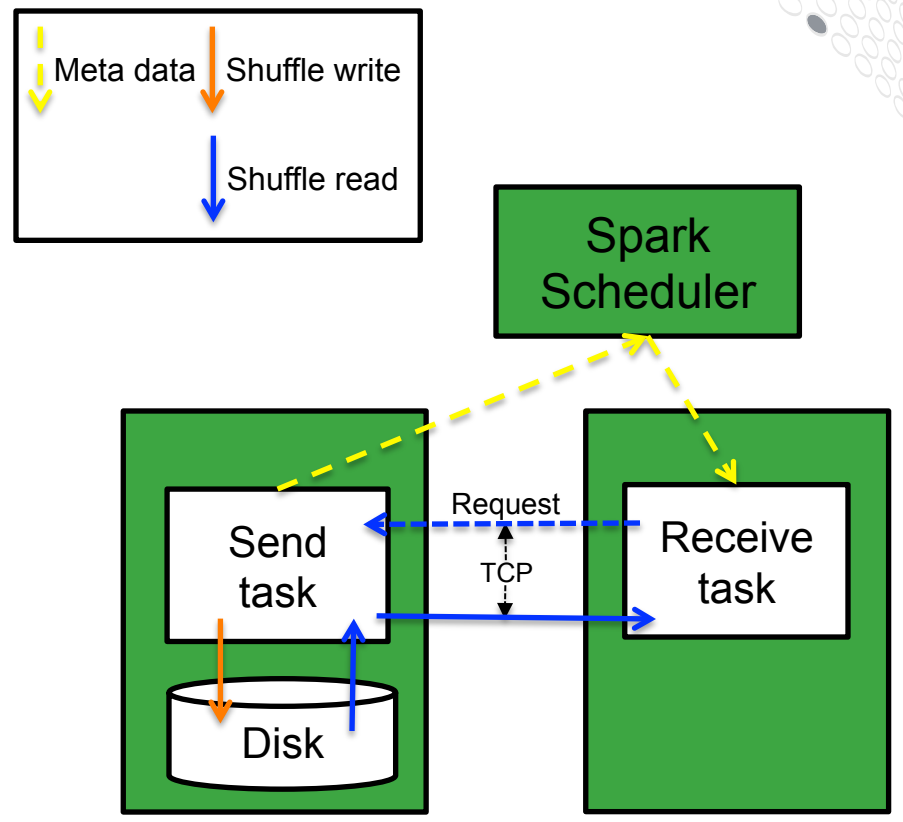 Meta data
Shuffle write
Shuffle read
Spark
Scheduler
Request
TCP
Send
task
Receive
task
Disk